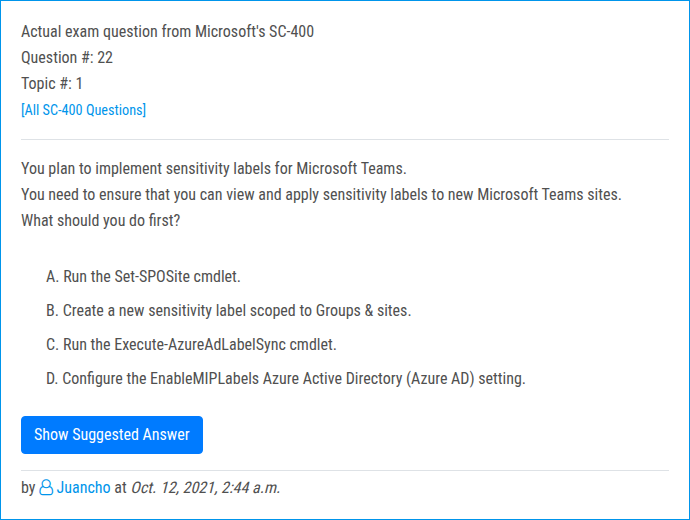 Actual exam question from Microsoft's SC-400
Question #: 22
Topic #: 1
[All SC-400 Questions]
You plan to implement sensitivity labels for Microsoft Teams.
You need to ensure that you can view and apply sensitivity labels to new Microsoft Teams sites.
What should you do first?
A. Run the Set-SPOSite cmdlet.
B. Create a new sensitivity label scoped to Groups & sites.
C. Run the Execute-AzureAdLabelSync cmdlet.
D. Configure the EnableMIPLabels Azure Active Directory (Azure AD) setting.
Show Suggested Answer
by Juancho at Oct. 12, 2021, 2:44 a.m.